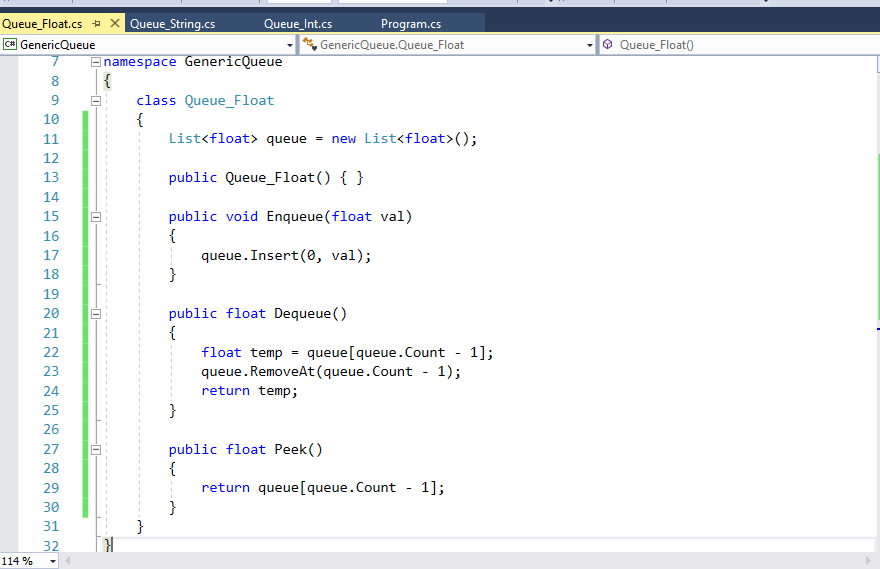 Queue_Float.cs Queue_String.cs Queue_Int.cs Program.cs
C# GenericQueue GenericQueue.Queue_Float Queue_Float()
7 namespace GenericQueue
8 {
9 class Queue_Float
10 {
11 List<float> queue = new List<float>();
12
13 public Queue_Float() { }
14
15 public void Enqueue(float val)
16 {
17 queue.Insert(0, val);
18 }
19
20 public float Dequeue()
21 {
22 float temp = queue[queue.Count - 1];
23 queue.RemoveAt(queue.Count - 1);
24 return temp;
25 }
26
27 public float Peek()
28 {
29 return queue[queue.Count - 1];
30 }
31 }
32 }
114 %